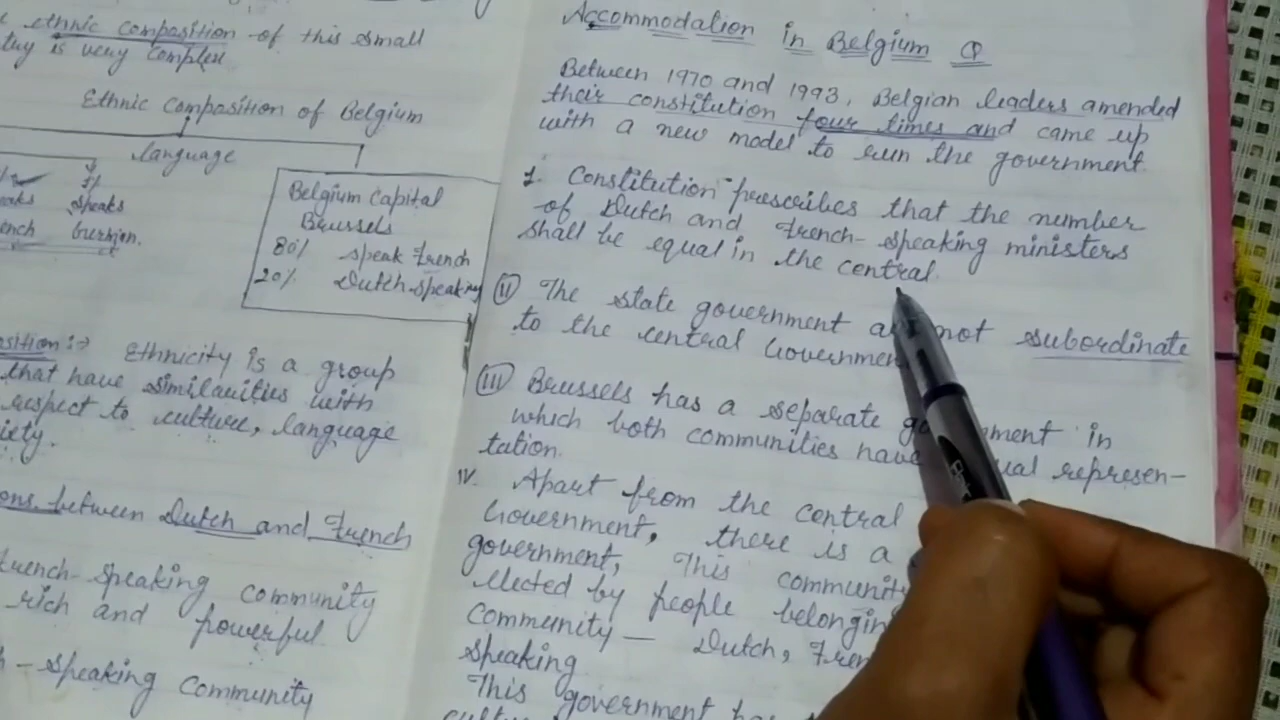 ethnic composition of this small
is very complex
Ethnic Composition of Belgium
language
speaks
speaks
Belgium Capital
Brussels
80% speak French
20% Dutch-speaking
Ethnicity is a group
that have similarities with
respect to culture, language
between Dutch and French
French-speaking community
rich and powerful
speaking Community
Accommodation in Belgium
Between 1970 and 1993, Belgian leaders amended
their constitution four times and came up
with a new model to run the government.
1. Constitution prescribes that the number
of Dutch and French-speaking ministers
shall be equal in the central.
(ii) The state government not subordinate
to the central
(iii) Brussels has a separate in
which both communities have represen-
tation.
IV. Apart from the central
Government, there is a
government, This community
elected by people
Community — Dutch,
speaking
This government has